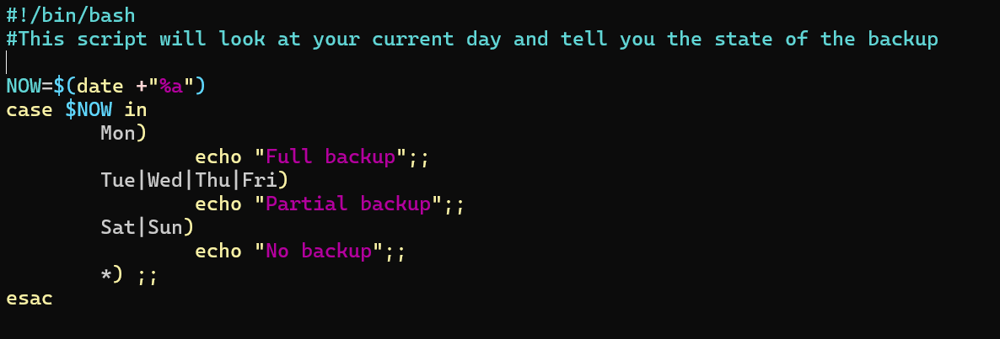 #!/bin/bash
#This script will look at your current day and tell you the state of the backup

NOW=$(date +"%a")
case $NOW in
        Mon)
                echo "Full backup";;
        Tue|Wed|Thu|Fri)
                echo "Partial backup";;
        Sat|Sun)
                echo "No backup";;
        *) ;;
esac